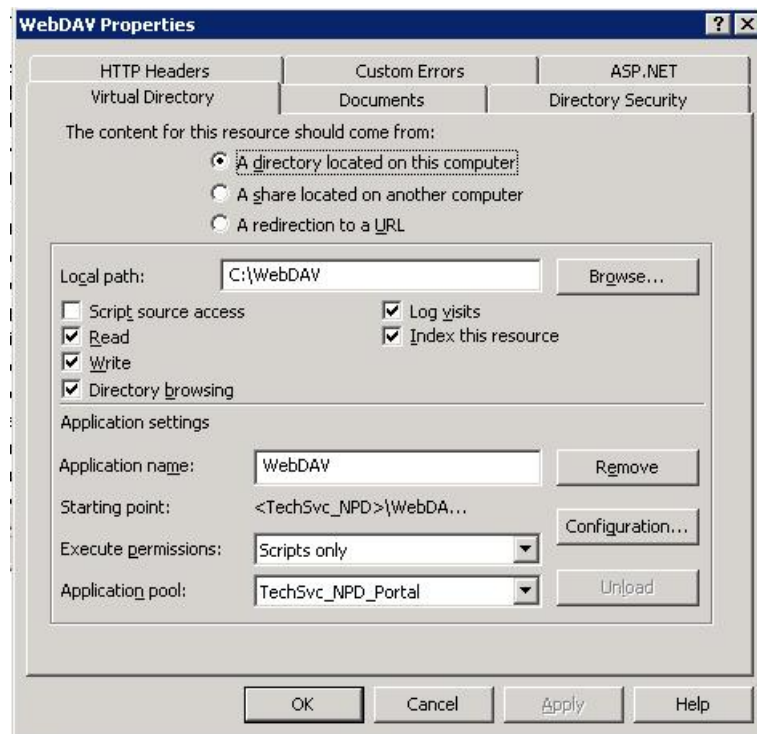 WebDAV Properties
HTTP Headers Custom Errors ASP.NET
Virtual Directory Documents Directory Security
The content for this resource should come from:
A directory located on this computer
A share located on another computer
A redirection to a URL
Local path: C:\WebDAV Browse...
Script source access Log visits
Read Index this resource
Write
Directory browsing
Application settings
Application name: WebDAV Remove
Starting point: <TechSvc_NPD>\WebDA...
Configuration...
Execute permissions: Scripts only
Application pool: TechSvc_NPD_Portal Unload
OK Cancel Apply Help